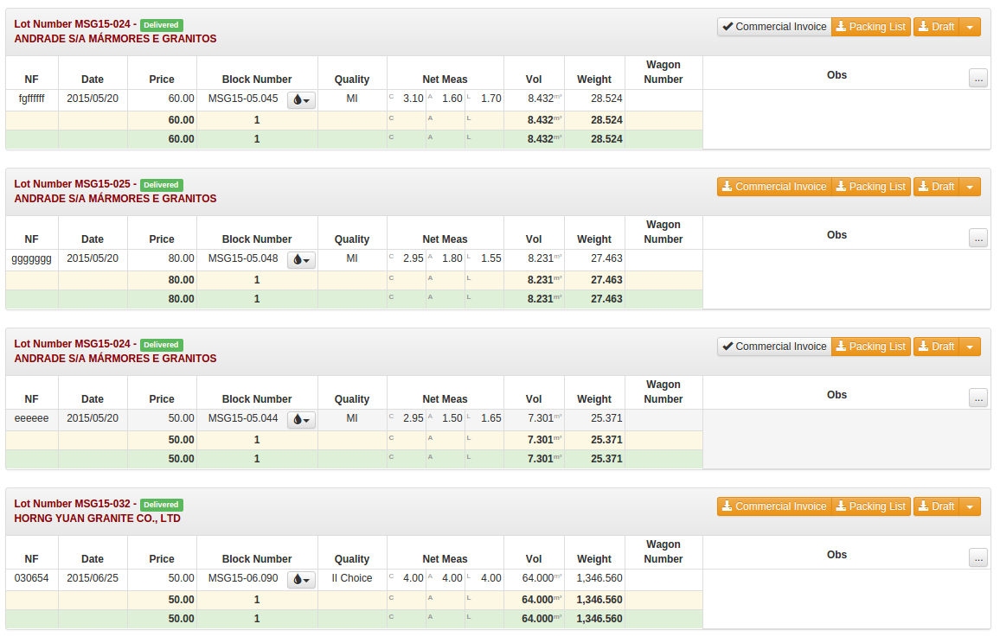 Lot Number MSG15-024 - Delivered
ANDRADE S/A MÁRMORES E GRANITOS
Commercial Invoice Packing List Draft
NF Date Price Block Number Quality Net Meas Vol Weight Wagon Number Obs ...
fgffffff 2015/05/20 60.00 MSG15-05.045 MI C 3.10 A 1.60 L 1.70 8.432m³ 28.524
60.00 1 C A L 8.432m³ 28.524
60.00 1 C A L 8.432m³ 28.524
Lot Number MSG15-025 - Delivered
ANDRADE S/A MÁRMORES E GRANITOS
Commercial Invoice Packing List Draft
NF Date Price Block Number Quality Net Meas Vol Weight Wagon Number Obs ...
ggggggg 2015/05/20 80.00 MSG15-05.048 MI C 2.95 A 1.80 L 1.55 8.231m³ 27.463
80.00 1 C A L 8.231m³ 27.463
80.00 1 C A L 8.231m³ 27.463
Lot Number MSG15-024 - Delivered
ANDRADE S/A MÁRMORES E GRANITOS
Commercial Invoice Packing List Draft
NF Date Price Block Number Quality Net Meas Vol Weight Wagon Number Obs ...
eeeeee 2015/05/20 50.00 MSG15-05.044 MI C 2.95 A 1.50 L 1.65 7.301m³ 25.371
50.00 1 C A L 7.301m³ 25.371
50.00 1 C A L 7.301m³ 25.371
Lot Number MSG15-032 - Delivered
HORNG YUAN GRANITE CO., LTD
Commercial Invoice Packing List Draft
NF Date Price Block Number Quality Net Meas Vol Weight Wagon Number Obs ...
030654 2015/06/25 50.00 MSG15-06.090 II Choice C 4.00 A 4.00 L 4.00 64.000m³ 1,346.560
50.00 1 C A L 64.000m³ 1,346.560
50.00 1 C A L 64.000m³ 1,346.560